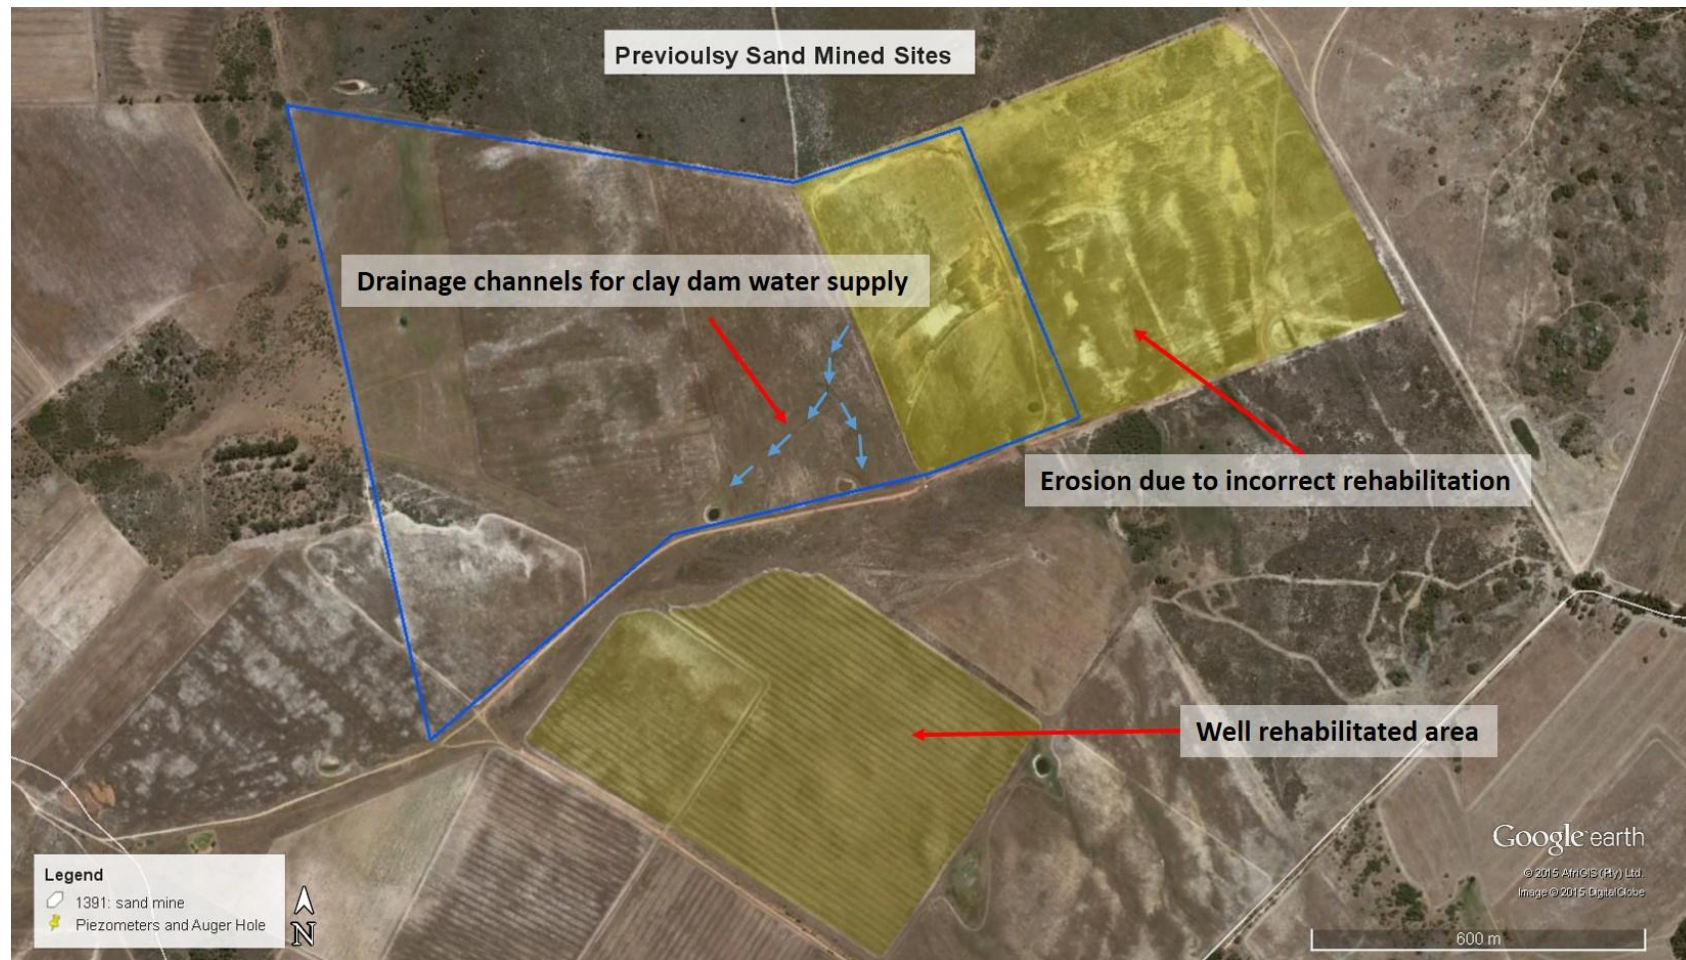 Previoulsy Sand Mined Sites
Drainage channels for clay dam water supply
Erosion due to incorrect rehabilitation
Well rehabilitated area
Legend
1391: sand mine
Piezometers and Auger Hole
N
Google earth
© 2015 AfriGIS (Pty) Ltd.
Image © 2015 DigitalGlobe
600 m